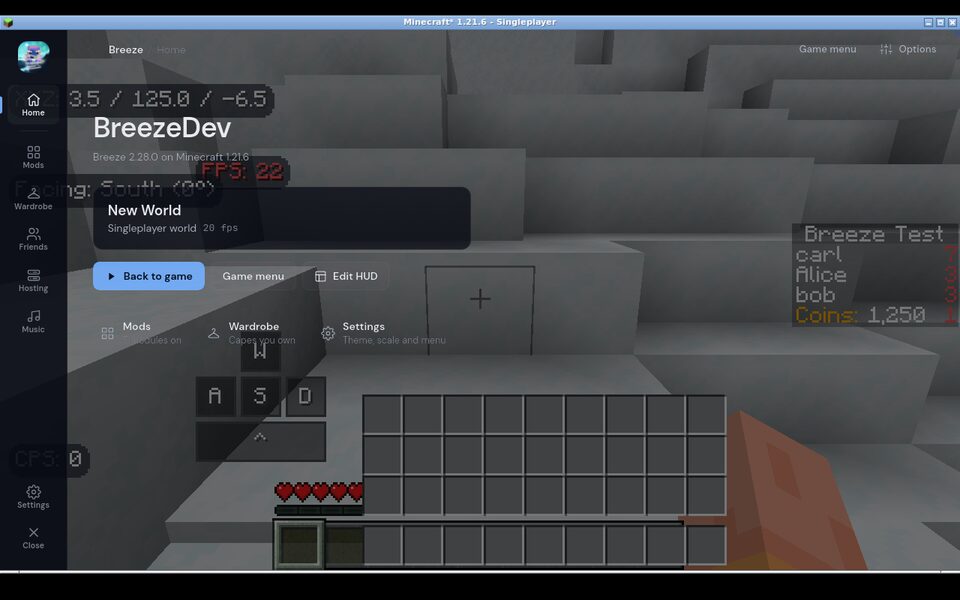 Minecraft* 1.21.6 - Singleplayer
Breeze / Home
Game menu
Options
Home
3.5 / 125.0 / -6.5
BreezeDev
Breeze 2.28.0 on Minecraft 1.21.6
FPS: 22
Mods
Facing: South (0°)
Wardrobe
New World
Singleplayer world 20 fps
Friends
Breeze Test
carl
Alice
bob
Coins: 1,250
Hosting
Back to game
Game menu
Edit HUD
Music
Mods
modules on
Wardrobe
Capes you own
Settings
Theme, scale and menu
W
A
S
D
^
CPS: 0
Settings
Close